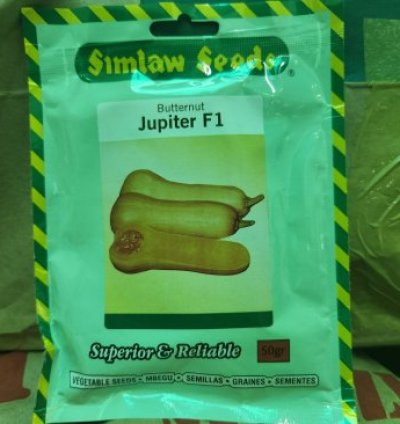 Simlaw Seeds®
Butternut
Jupiter F1
Superior & Reliable
50gr
VEGETABLE SEEDS • MBEGU • SEMILLAS • GRAINES • SEMENTES